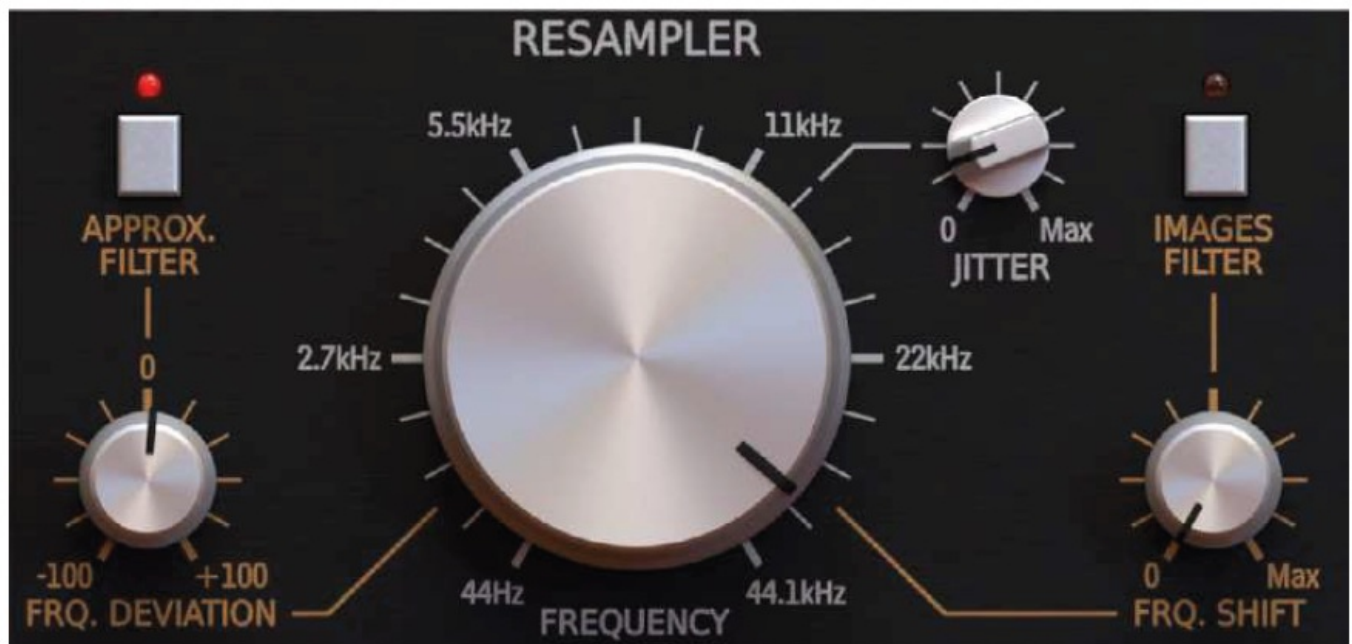 RESAMPLER
5.5kHz
11kHz
APPROX.
FILTER
0 Max
JITTER
IMAGES
FILTER
0
2.7kHz
22kHz
-100 +100
FRQ. DEVIATION
44Hz
44.1kHz
FREQUENCY
0 Max
FRQ. SHIFT